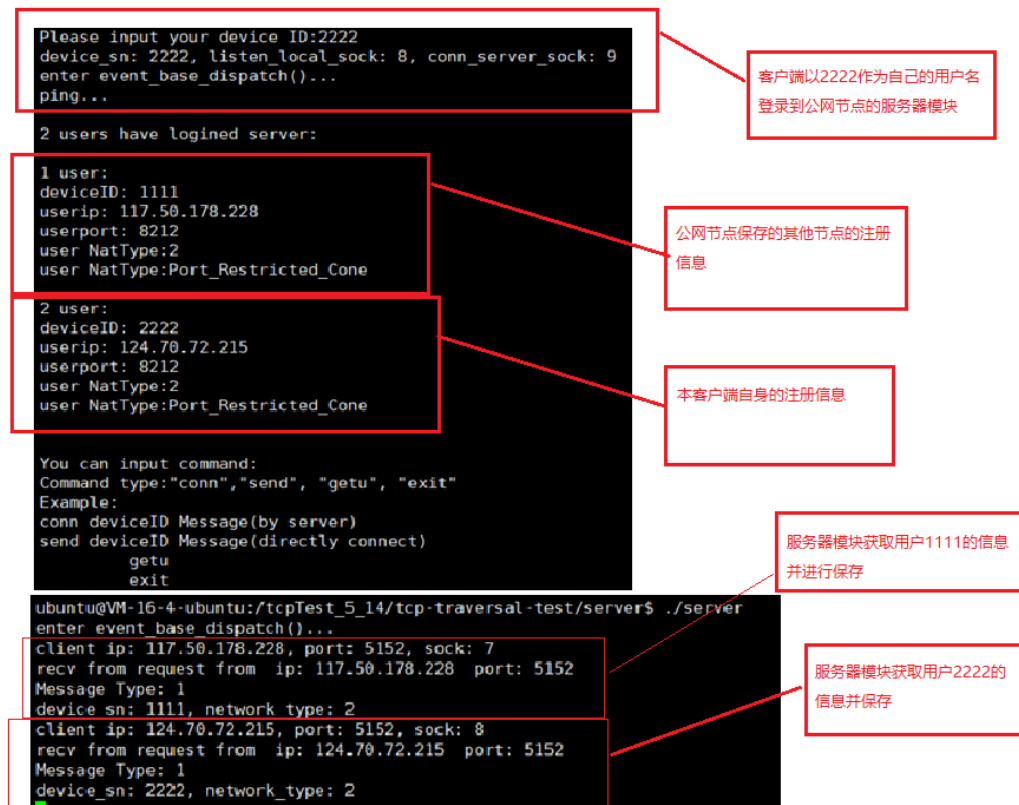 Please input your device ID:2222
device_sn: 2222, listen_local_sock: 8, conn_server_sock: 9
enter event_base_dispatch()...
ping...
客户端以2222作为自己的用户名
登录到公网节点的服务器模块
2 users have logined server:
1 user:
deviceID: 1111
userip: 117.50.178.228
userport: 8212
user NatType:2
user NatType:Port_Restricted_Cone
公网节点保存的其他节点的注册
信息
2 user:
deviceID: 2222
userip: 124.70.72.215
userport: 8212
user NatType:2
user NatType:Port_Restricted_Cone
本客户端自身的注册信息
You can input command:
Command type:"conn","send", "getu", "exit"
Example:
conn deviceID Message(by server)
send deviceID Message(directly connect)
getu
exit
服务器模块获取用户1111的信息
并进行保存
ubuntu@VM-16-4-ubuntu:/tcpTest_5_14/tcp-traversal-test/server$ ./server
enter event_base_dispatch()...
client ip: 117.50.178.228, port: 5152, sock: 7
recv from request from  ip: 117.50.178.228  port: 5152
Message Type: 1
device_sn: 1111, network_type: 2
服务器模块获取用户2222的
信息并保存
client ip: 124.70.72.215, port: 5152, sock: 8
recv from request from  ip: 124.70.72.215  port: 5152
Message Type: 1
device_sn: 2222, network_type: 2